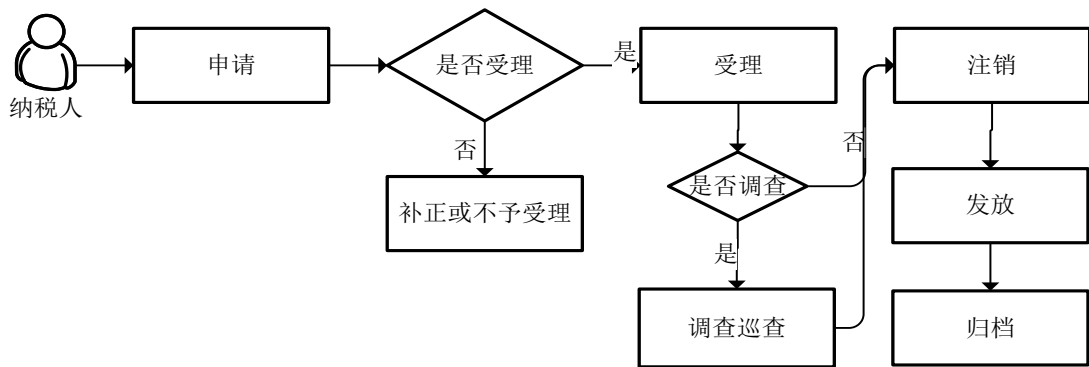 纳税人
申请
是否受理
是
受理
注销
否
补正或不予受理
是否调查
否
发放
是
调查巡查
归档